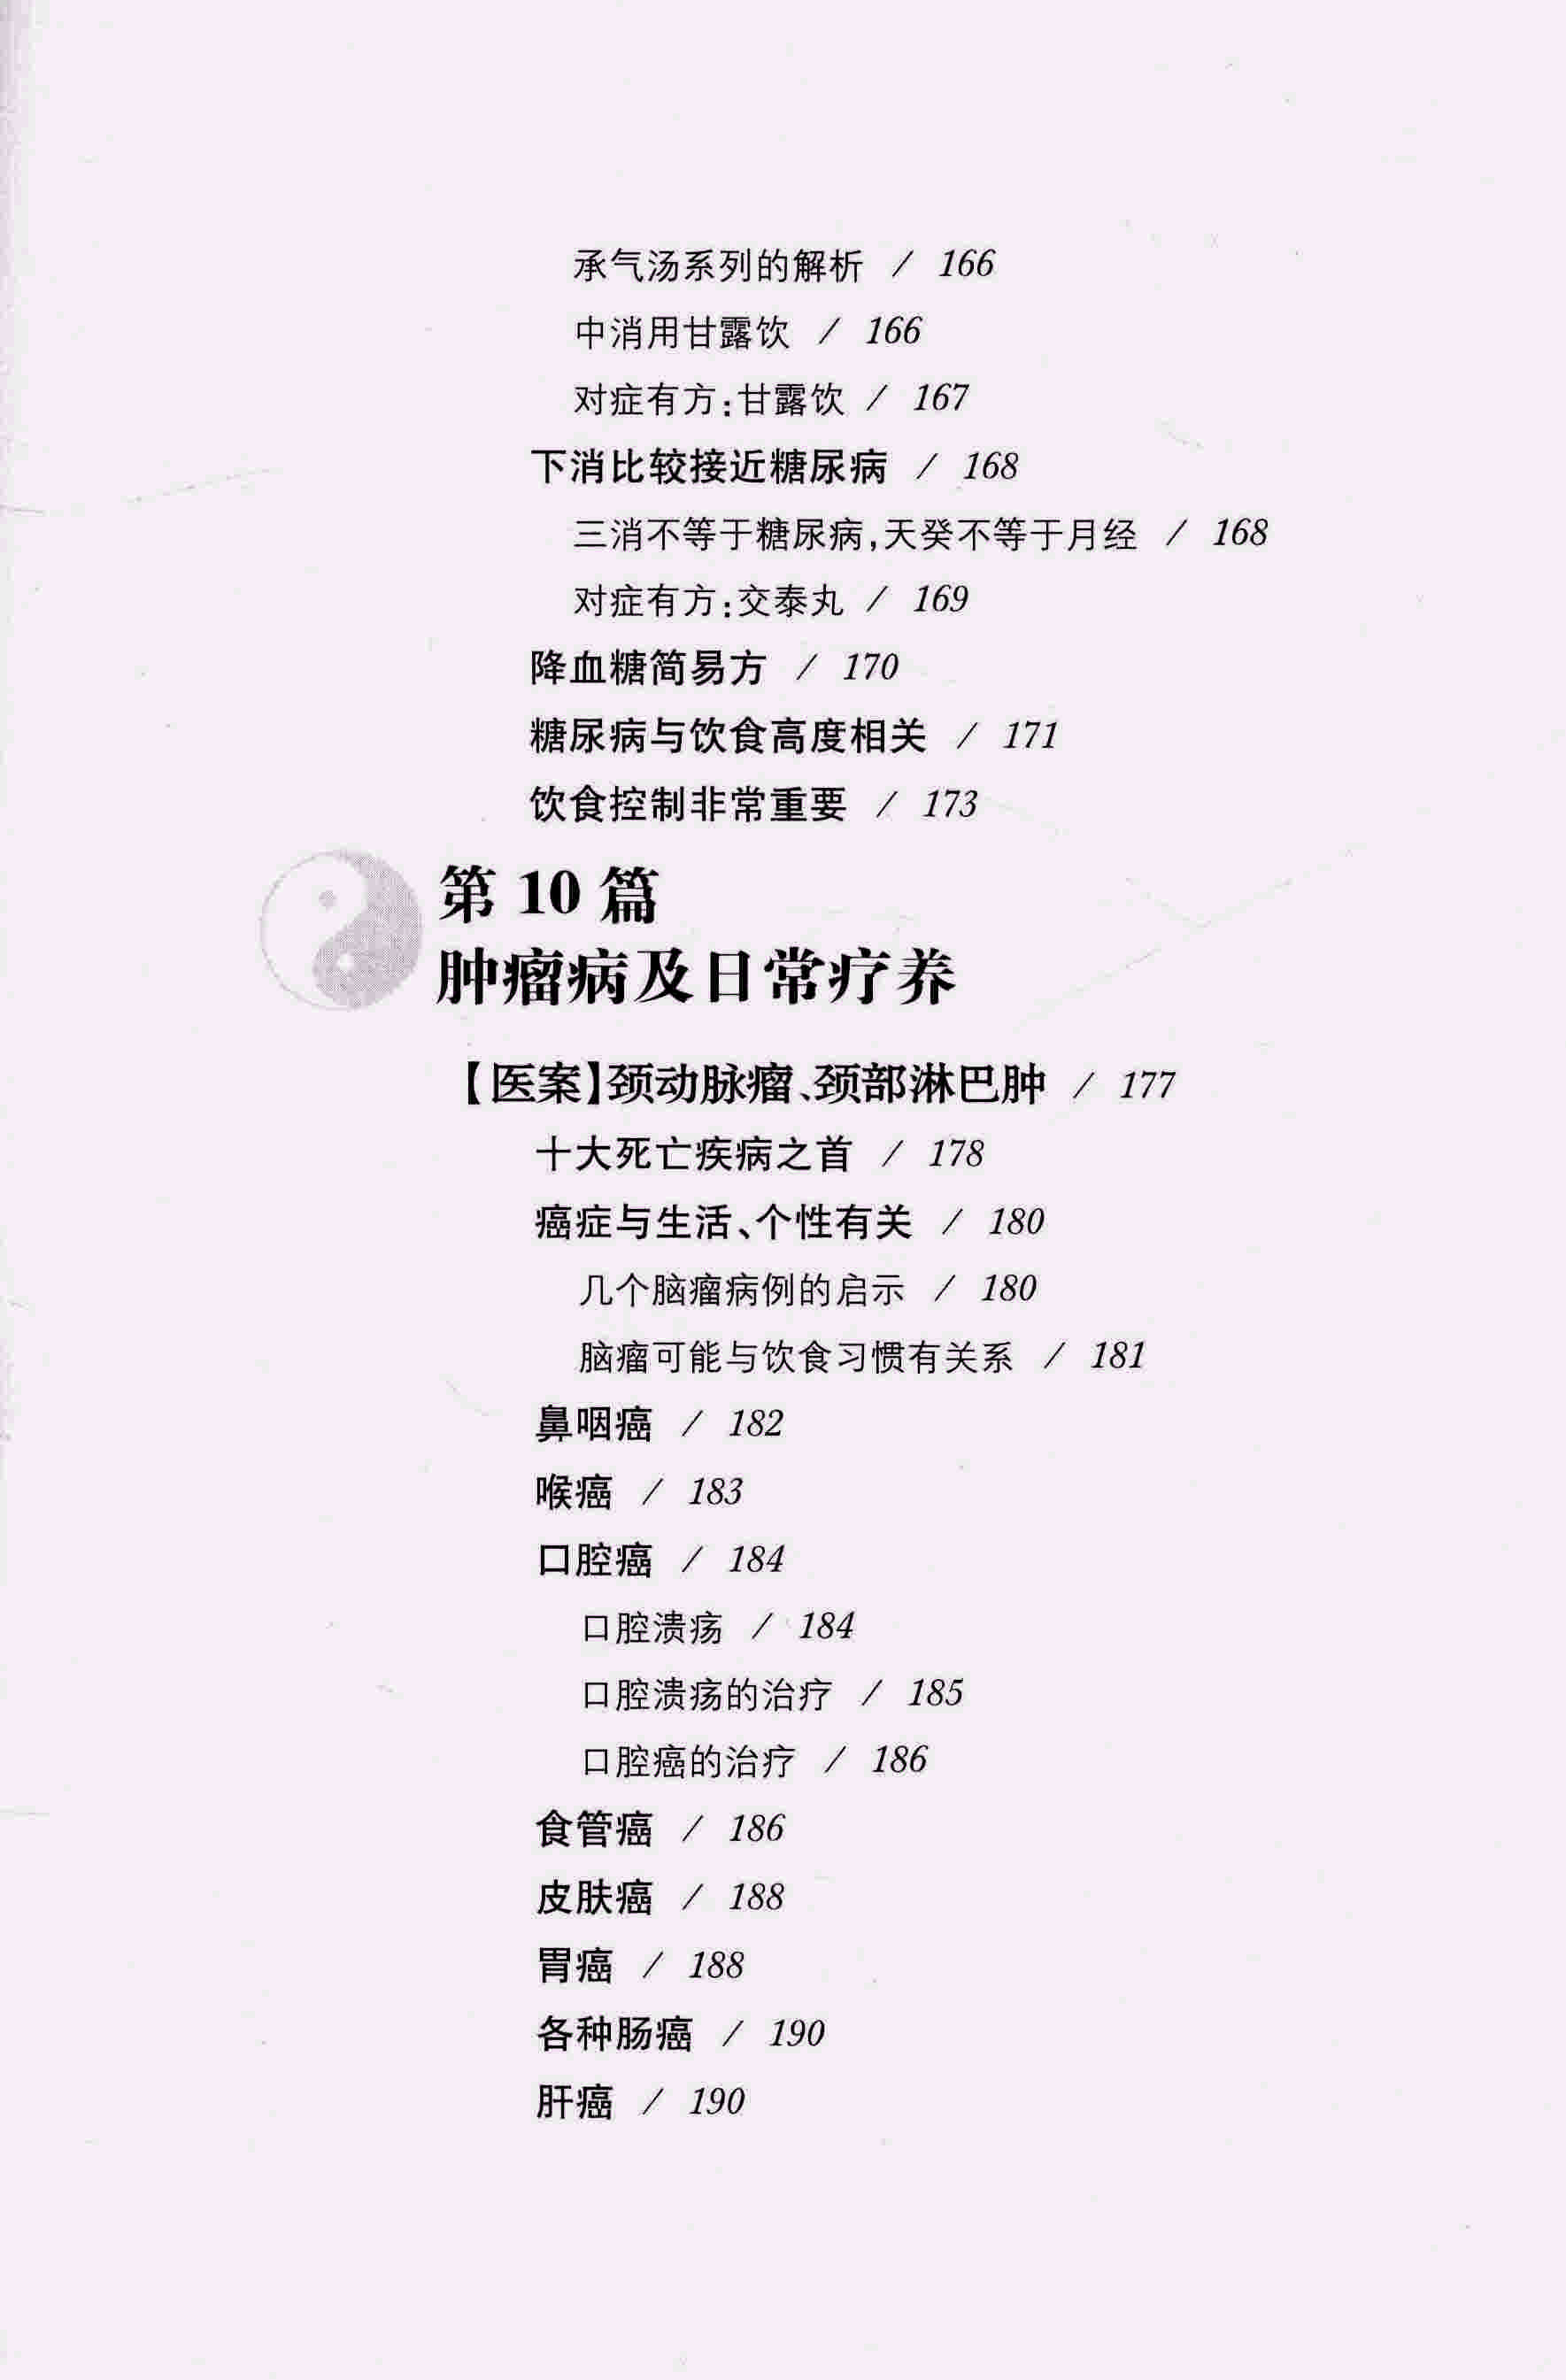 承气汤系列的解析 / 166
中消用甘露饮 / 166
对症有方:甘露饮 / 167
下消比较接近糖尿病 / 168
三消不等于糖尿病,天癸不等于月经 / 168
对症有方:交泰丸 / 169
降血糖简易方 / 170
糖尿病与饮食高度相关 / 171
饮食控制非常重要 / 173
第 10 篇
肿瘤病及日常疗养
【医案】颈动脉瘤、颈部淋巴肿 / 177
十大死亡疾病之首 / 178
癌症与生活、个性有关 / 180
几个脑瘤病例的启示 / 180
脑瘤可能与饮食习惯有关系 / 181
鼻咽癌 / 182
喉癌 / 183
口腔癌 / 184
口腔溃疡 / 184
口腔溃疡的治疗 / 185
口腔癌的治疗 / 186
食管癌 / 186
皮肤癌 / 188
胃癌 / 188
各种肠癌 / 190
肝癌 / 190